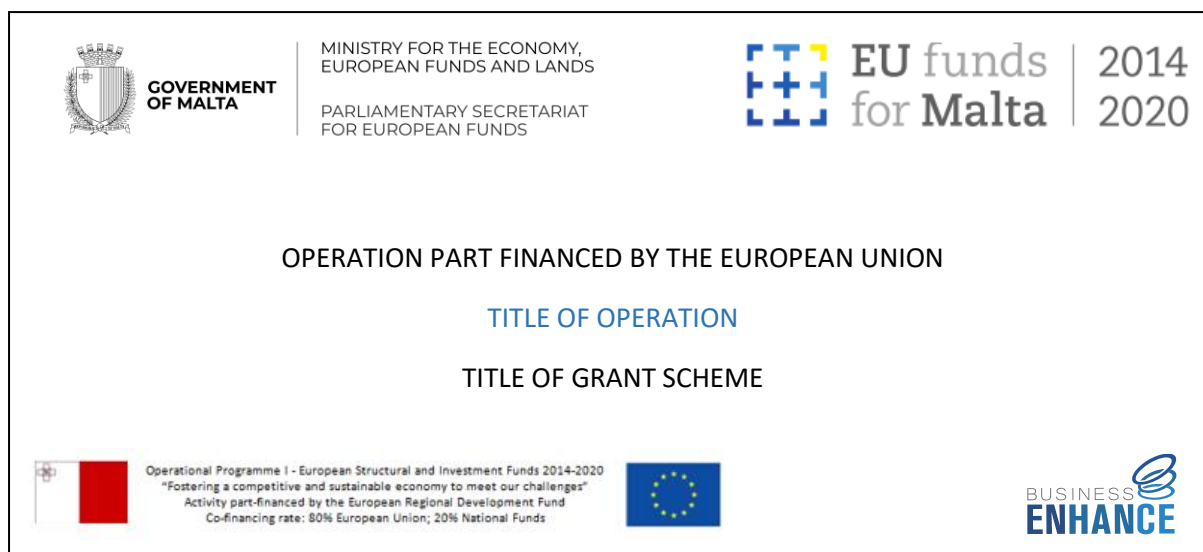 GOVERNMENT
OF MALTA
MINISTRY FOR THE ECONOMY,
EUROPEAN FUNDS AND LANDS
PARLIAMENTARY SECRETARIAT
FOR EUROPEAN FUNDS
EU funds
for Malta
2014
2020
OPERATION PART FINANCED BY THE EUROPEAN UNION
TITLE OF OPERATION
TITLE OF GRANT SCHEME
Operational Programme I - European Structural and Investment Funds 2014-2020
"Fostering a competitive and sustainable economy to meet our challenges"
Activity part-financed by the European Regional Development Fund
Co-financing rate: 80% European Union; 20% National Funds
BUSINESS
ENHANCE